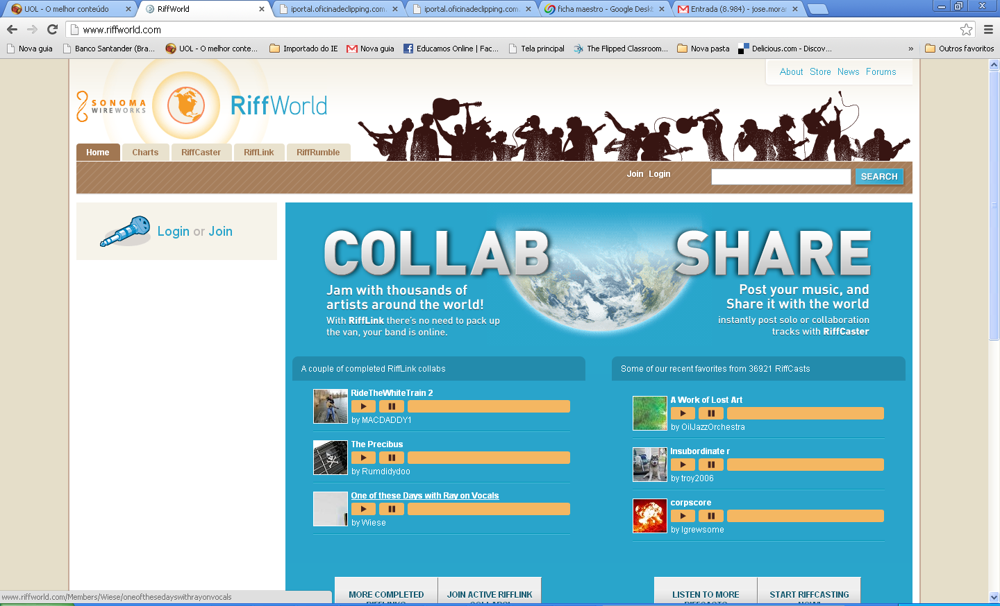 UOL - O melhor conteúdo
RiffWorld
iportal.oficinadeclipping.com.
iportal.oficinadeclipping.com.
ficha maestro - Google Deskt
Entrada (8.984) - jose.mora
www.riffworld.com
Nova guia
Banco Santander (Bra...
UOL - O melhor conte...
Importado do IE
Nova guia
Educamos Online | Fac...
Tela principal
The Flipped Classroom...
Nova pasta
Delicious.com - Discov...
»
Outros favoritos
About Store News Forums
SONOMA
WIREWORKS
RiffWorld
Home Charts RiffCaster RiffLink RiffRumble
Join Login
SEARCH
Login or Join
COLLAB
Jam with thousands of
artists around the world!
With RiffLink there's no need to pack up
the van, your band is online.
SHARE
Post your music, and
Share it with the world
instantly post solo or collaboration
tracks with RiffCaster
A couple of completed RiffLink collabs
RideTheWhiteTrain 2
by MACDADDY1
The Precibus
by Rumdidydoo
One of these Days with Ray on Vocals
by Wiese
Some of our recent favorites from 36921 RiffCasts
A Work of Lost Art
by OilJazzOrchestra
Insubordinate r
by troy2006
corpscore
by Igrewsome
MORE COMPLETED
JOIN ACTIVE RIFFLINK
LISTEN TO MORE
START RIFFCASTING
www.riffworld.com/Members/Wiese/oneofthesedayswithrayonvocals